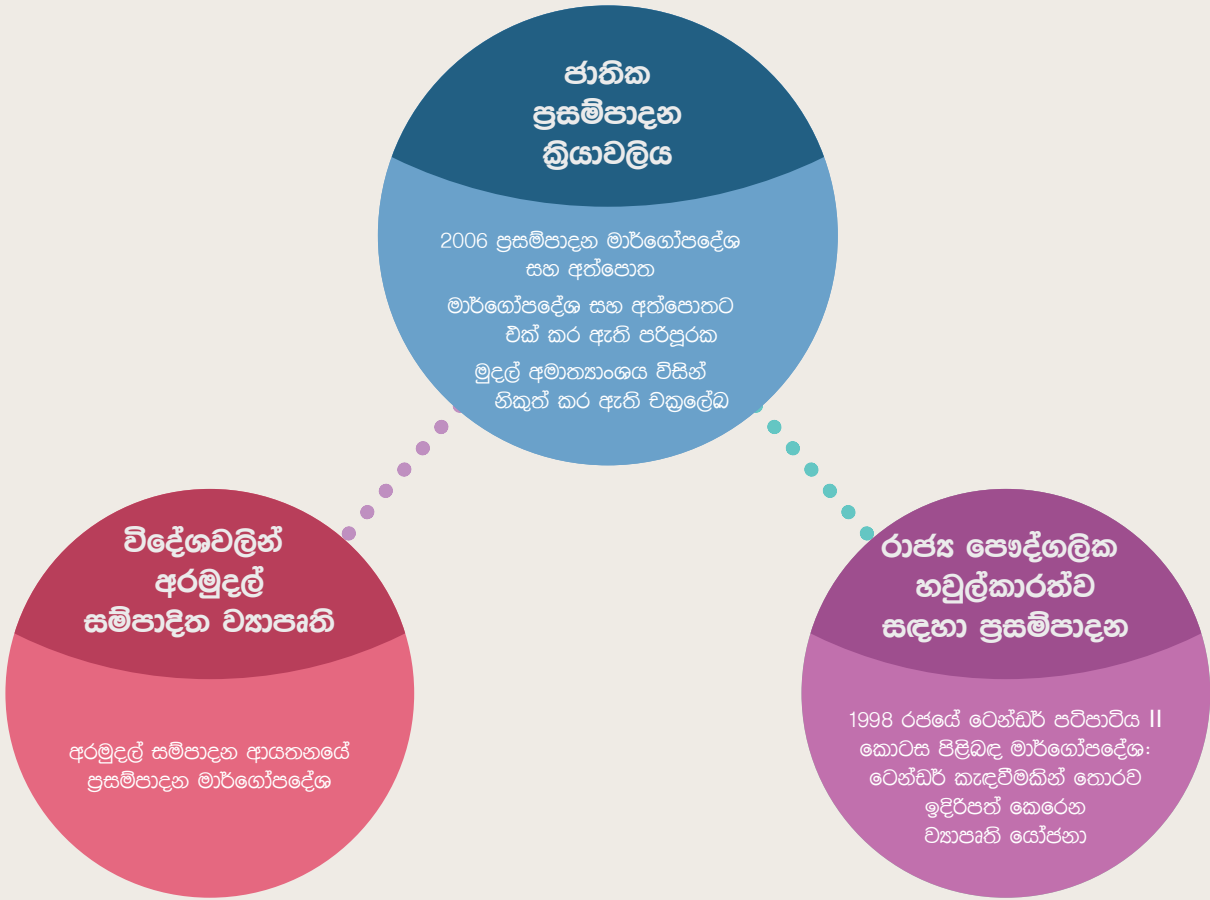 ජාතික
ප්‍රසම්පාදන
ක්‍රියාවලිය
2006 ප්‍රසම්පාදන මාර්ගෝපදේශ
සහ අත්පොත
මාර්ගෝපදේශ සහ අත්පොතට
එක් කර ඇති පරිපූරක
මුදල් අමාත්‍යාංශය විසින්
නිකුත් කර ඇති චක්‍රලේඛ
විදේශවලින්
අරමුදල්
සම්පාදිත ව්‍යාපෘති
අරමුදල් සම්පාදන ආයතනයේ
ප්‍රසම්පාදන මාර්ගෝපදේශ
රාජ්‍ය පෞද්ගලික
හවුල්කාරත්ව
සඳහා ප්‍රසම්පාදන
1998 රජයේ ටෙන්ඩර් පටිපාටිය II
කොටස පිළිබඳ මාර්ගෝපදේශ:
ටෙන්ඩර් කැඳවීමකින් තොරව
ඉදිරිපත් කෙරෙන
ව්‍යාපෘති යෝජනා